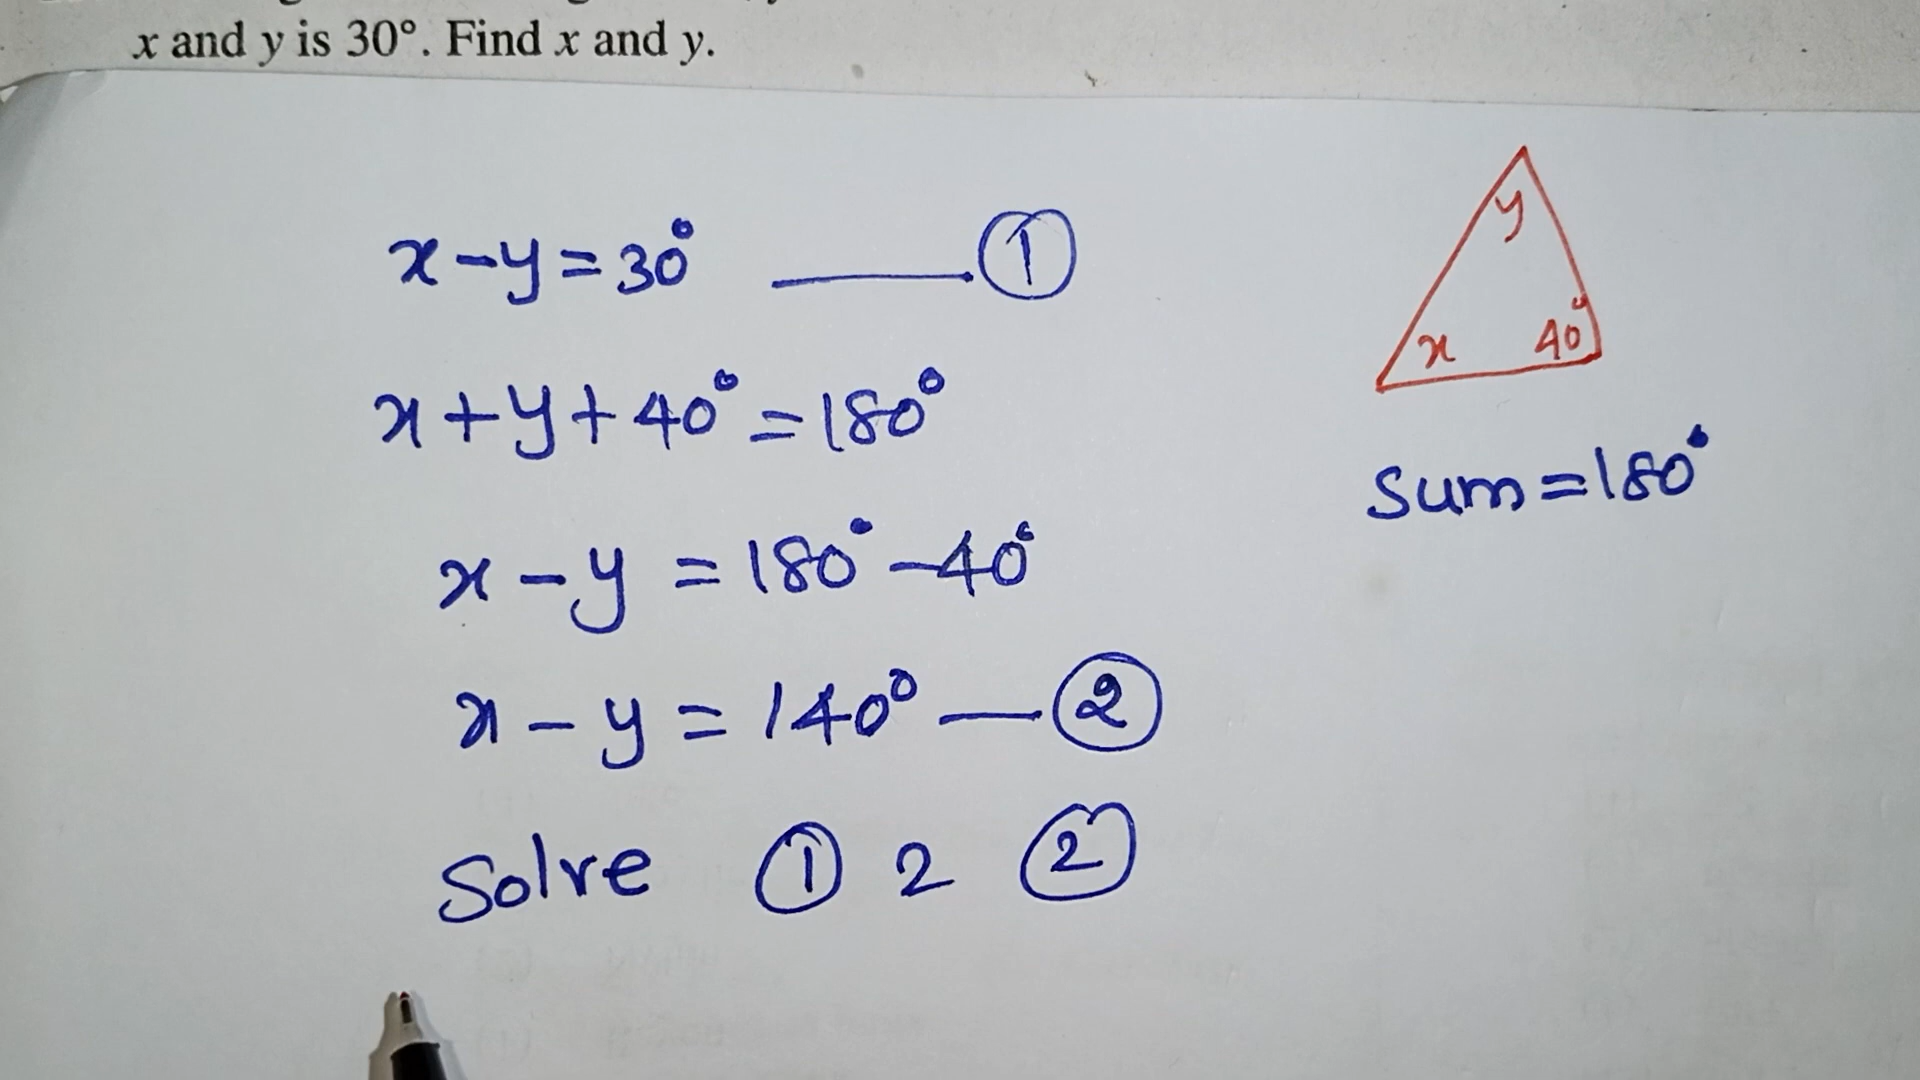 x and y is 30°. Find x and y.
x-y=30° ——— ①
x+y+40°=180°
x-y=180°-40°
x-y=140° — ②
Solve ① 2 ②
y
x 40°
Sum=180°